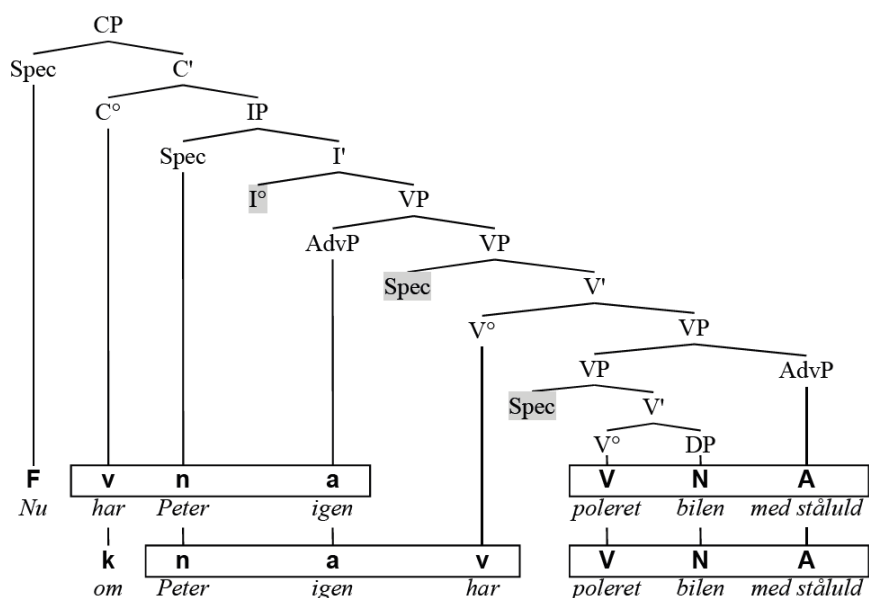 CP
Spec C'
C° IP
Spec I'
I° VP
AdvP VP
Spec V'
V° VP
VP AdvP
Spec V'
V° DP
F v n a V N A
Nu har Peter igen poleret bilen med ståluld
k n a v V N A
om Peter igen har poleret bilen med ståluld